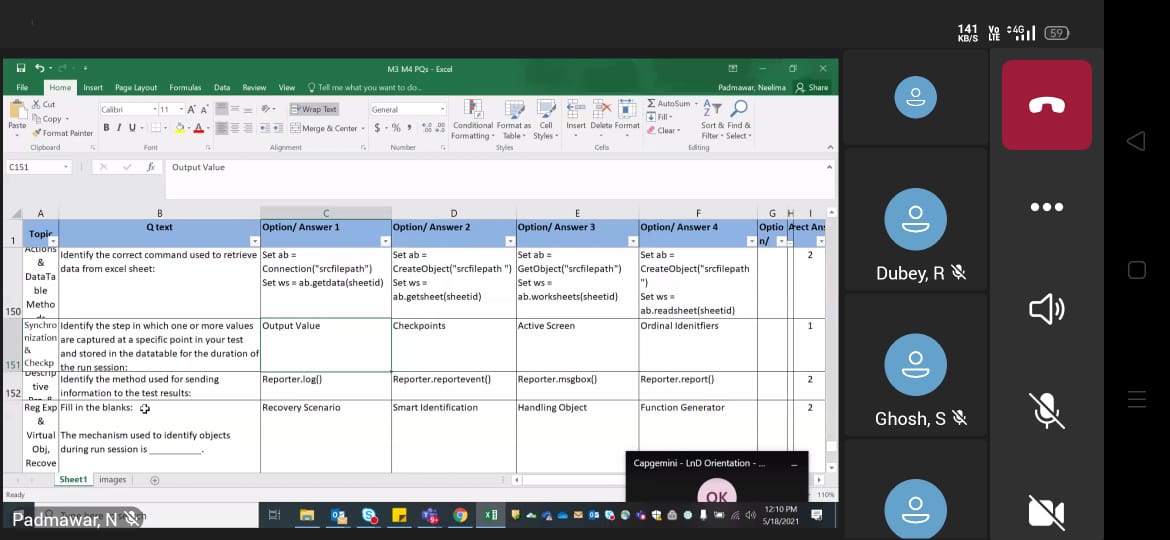 141 KB/S Vo LTE 4G 59
M3 M4 PQs - Excel
File Home Insert Page Layout Formulas Data Review View Tell me what you want to do... Padmawar, Neelima Share
Cut
Copy
Format Painter
Paste
Calibri 11
Wrap Text
Merge & Center
General
Conditional Formatting
Format as Table
Cell Styles
Insert Delete Format
AutoSum
Fill
Clear
Sort & Filter
Find & Select
Clipboard Font Alignment Number Styles Cells Editing
C151 Output Value
A B C D E F G H I
1 Topic Q text Option/ Answer 1 Option/ Answer 2 Option/ Answer 3 Option/ Answer 4 Optio n/
150
Actions
&
DataTa
ble
Metho
Identify the correct command used to retrieve
data from excel sheet:
Set ab =
Connection("srcfilepath")
Set ws = ab.getdata(sheetid)
Set ab =
CreateObject("srcfilepath ")
Set ws =
ab.getsheet(sheetid)
Set ab =
GetObject("srcfilepath")
Set ws =
ab.worksheets(sheetid)
Set ab =
CreateObject("srcfilepath
")
Set ws =
ab.readsheet(sheetid)
2
151
Synchro
nization
&
Checkp
Identify the step in which one or more values
are captured at a specific point in your test
and stored in the datatable for the duration of
the run session:
Output Value
Checkpoints
Active Screen
Ordinal Idenitfiers
1
152
Descrip
tive
Identify the method used for sending
information to the test results:
Reporter.log()
Reporter.reportevent()
Reporter.msgbox()
Reporter.report()
2
Reg Exp
&
Virtual
Obj,
Recove
Fill in the blanks:
The mechanism used to identify objects
during run session is __________.
Recovery Scenario
Smart Identification
Handling Object
Function Generator
2
Sheet1 images
Ready 110%
Capgemini - LnD Orientation - ...
OK
Padmawar, N
12:10 PM
5/18/2021
Dubey, R
Ghosh, S